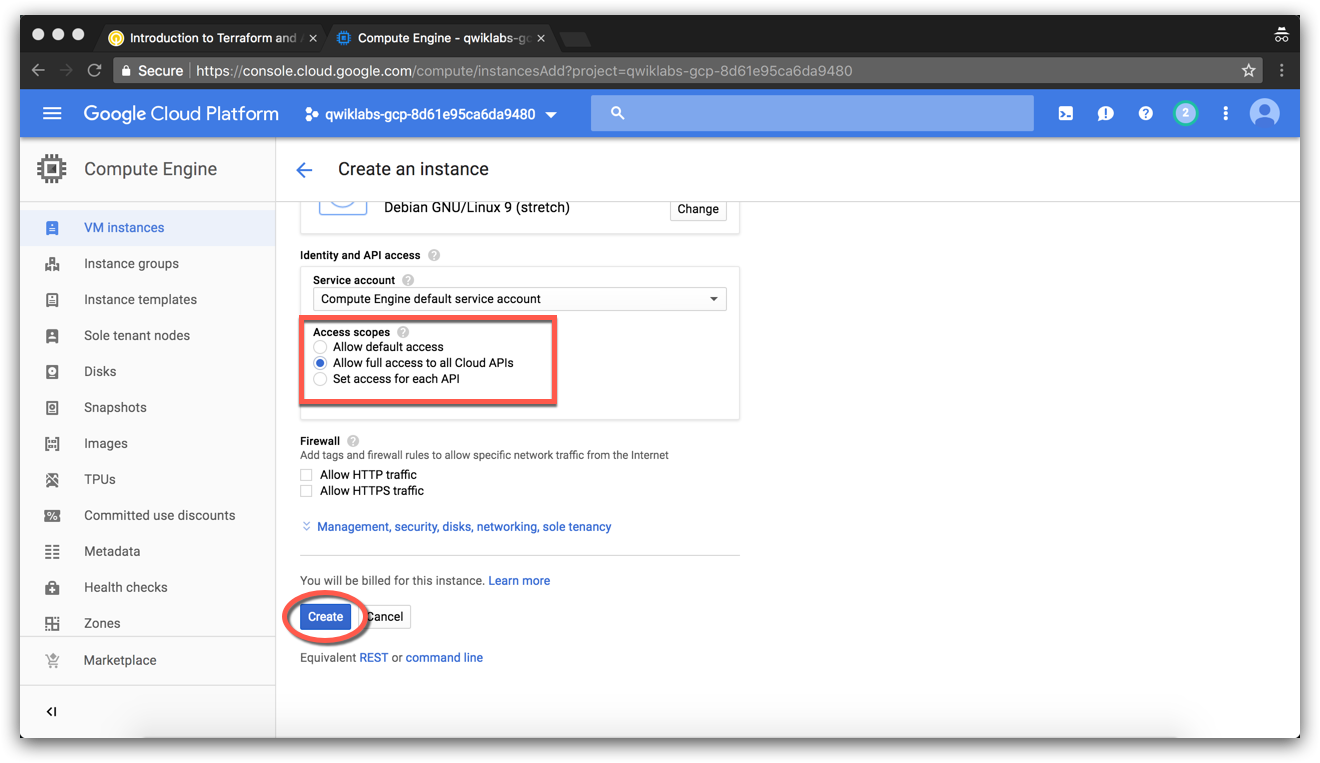 Introduction to Terraform and
Compute Engine - qwiklabs-gc
Secure
https://console.cloud.google.com/compute/instancesAdd?project=qwiklabs-gcp-8d61e95ca6da9480
Google Cloud Platform
qwiklabs-gcp-8d61e95ca6da9480
2
Compute Engine
Create an instance
VM instances
Instance groups
Instance templates
Sole tenant nodes
Disks
Snapshots
Images
TPUs
Committed use discounts
Metadata
Health checks
Zones
Marketplace
Debian GNU/Linux 9 (stretch)
Change
Identity and API access
Service account
Compute Engine default service account
Access scopes
Allow default access
Allow full access to all Cloud APIs
Set access for each API
Firewall
Add tags and firewall rules to allow specific network traffic from the Internet
Allow HTTP traffic
Allow HTTPS traffic
Management, security, disks, networking, sole tenancy
You will be billed for this instance. Learn more
Create Cancel
Equivalent REST or command line